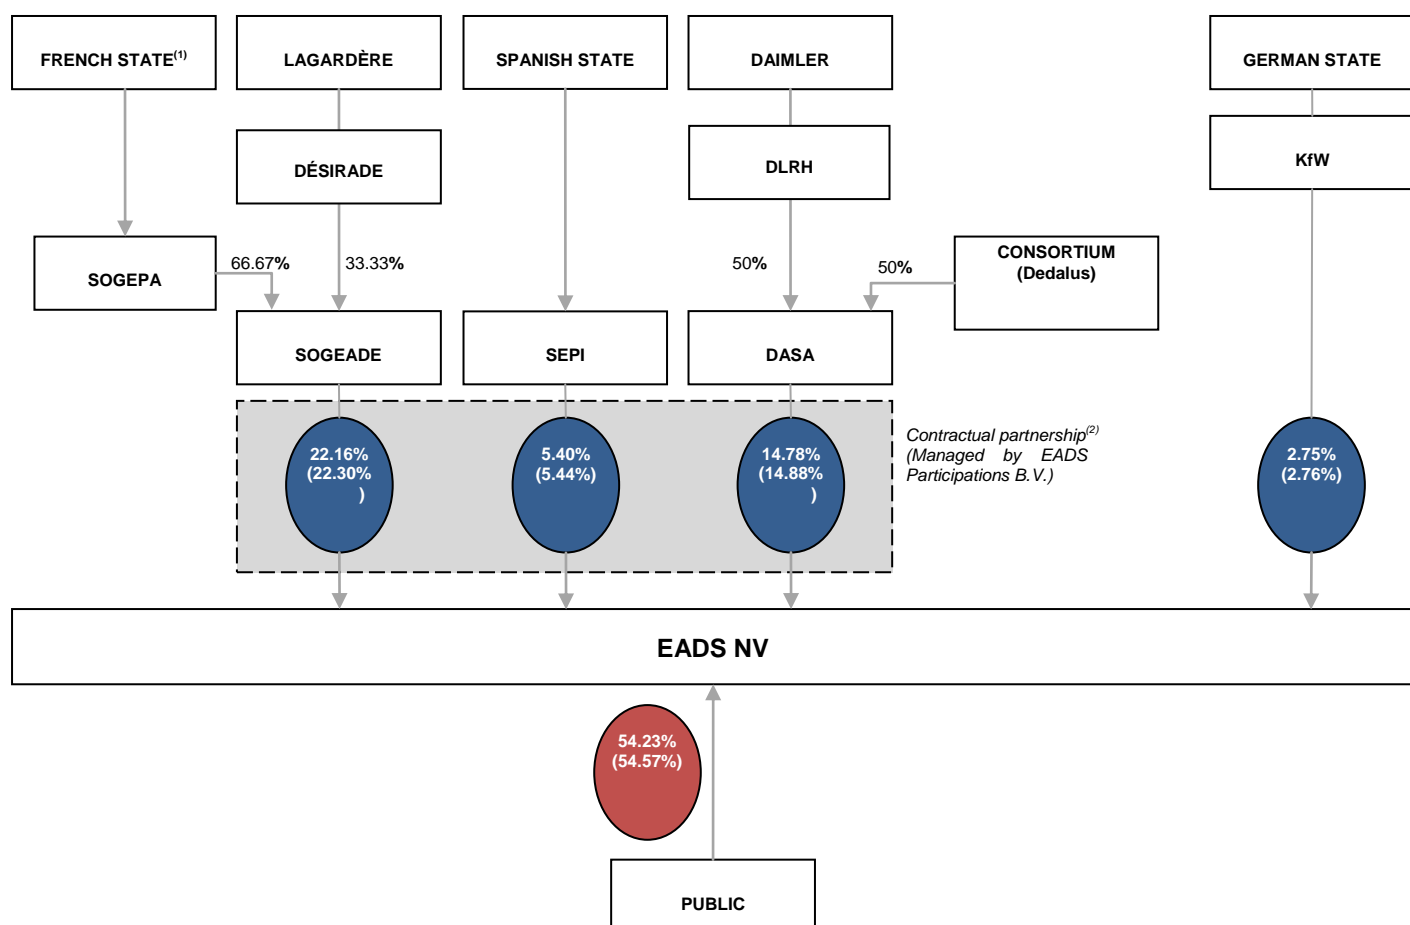 FRENCH STATE(1)
LAGARDÈRE
SPANISH STATE
DAIMLER
GERMAN STATE
DÉSIRADE
DLRH
KfW
SOGEPA
66.67%
33.33%
50%
50%
CONSORTIUM
(Dedalus)
SOGEADE
SEPI
DASA
22.16%
(22.30%
)
5.40%
(5.44%)
14.78%
(14.88%
)
Contractual partnership(2)
(Managed by EADS
Participations B.V.)
2.75%
(2.76%)
EADS NV
54.23%
(54.57%)
PUBLIC